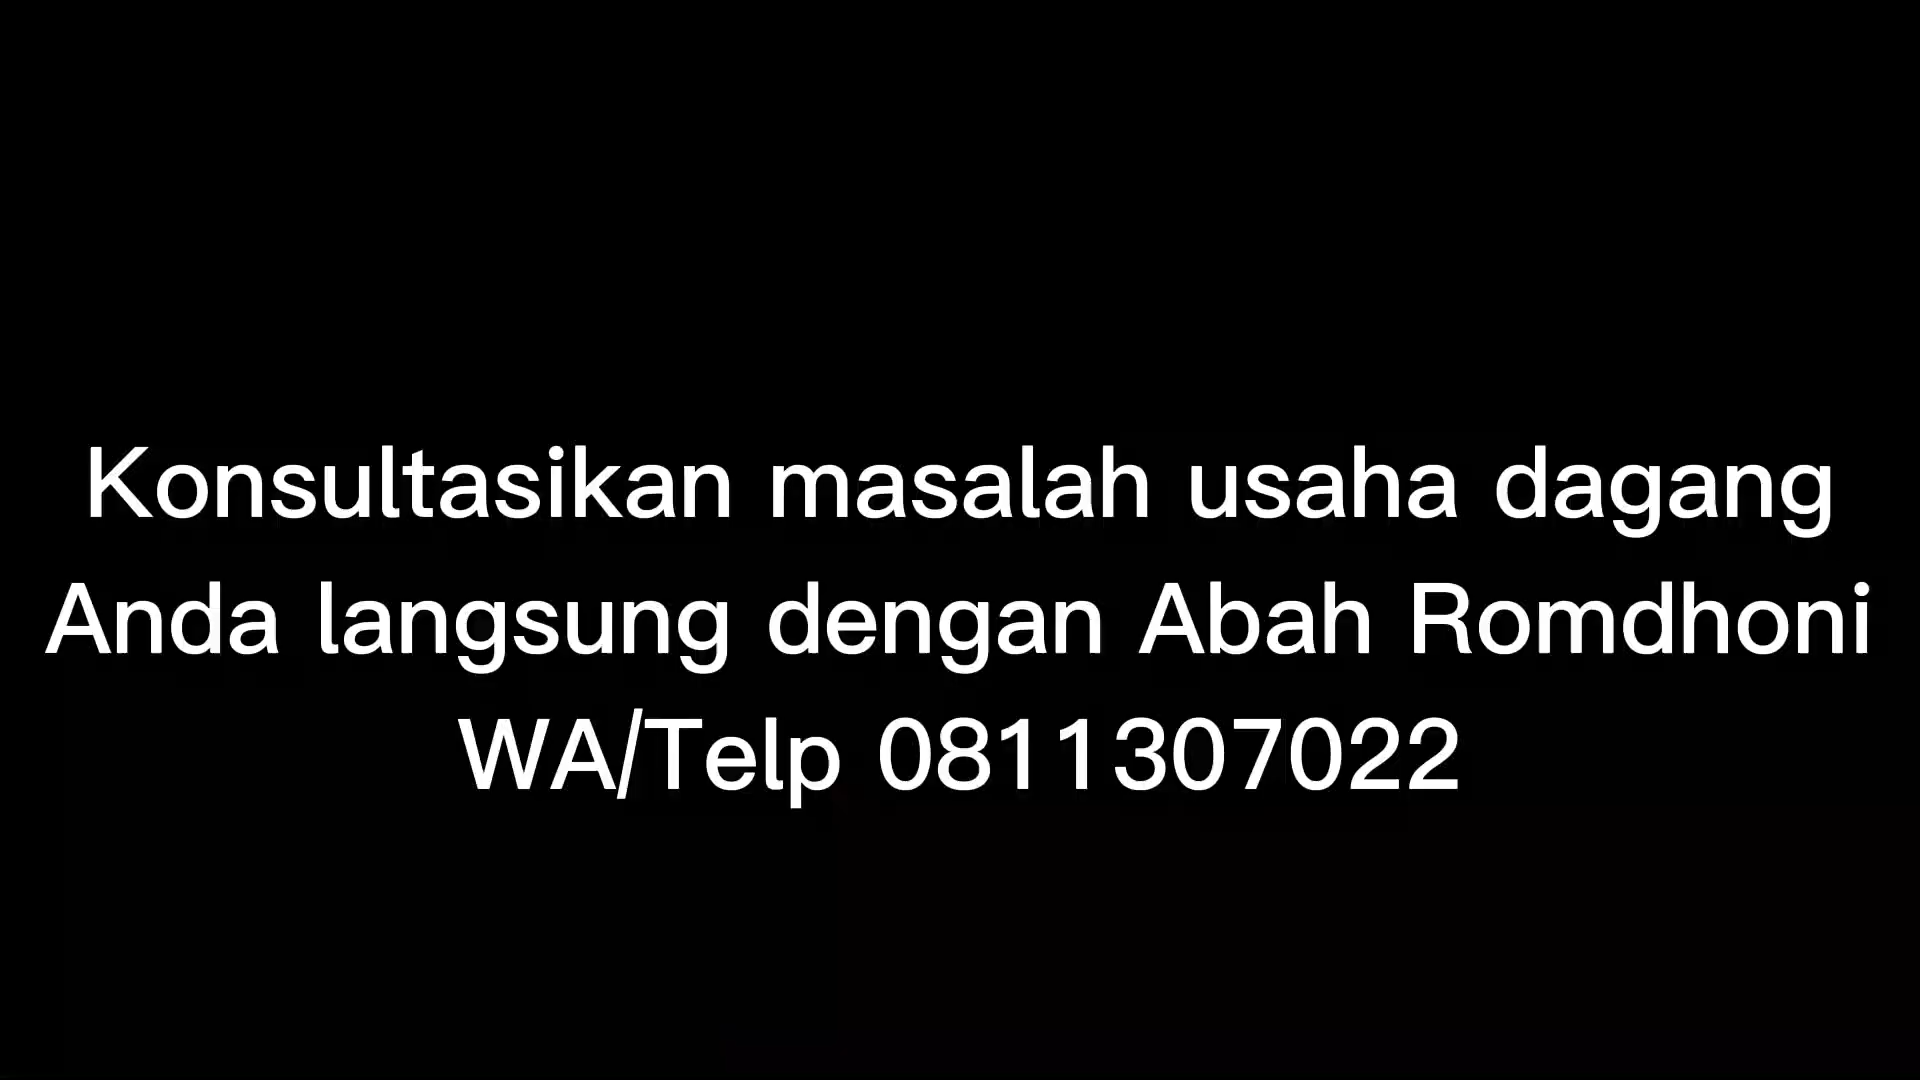 Konsultasikan masalah usaha dagang
Anda langsung dengan Abah Romdhoni
WA/Telp 0811307022